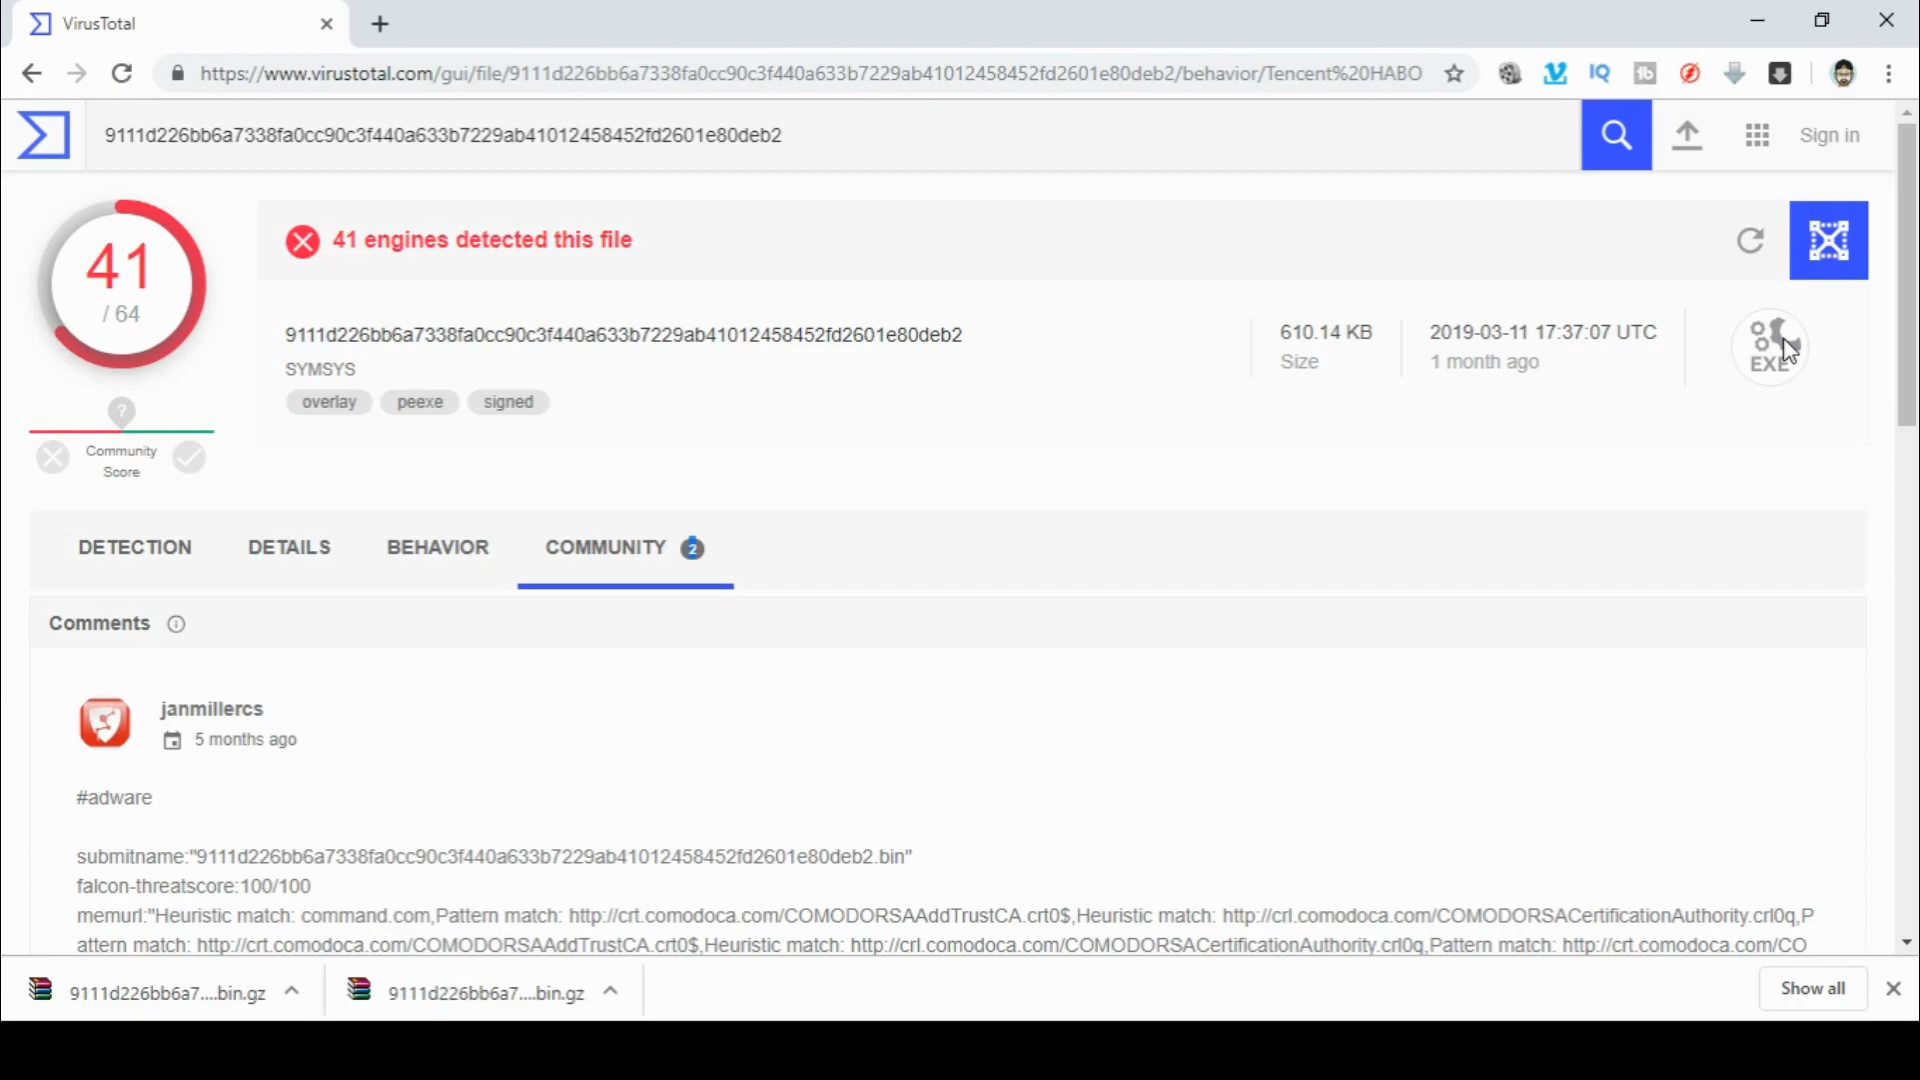 VirusTotal
https://www.virustotal.com/gui/file/9111d226bb6a7338fa0cc90c3f440a633b7229ab41012458452fd2601e80deb2/behavior/Tencent%20HABO
IQ
tb
9111d226bb6a7338fa0cc90c3f440a633b7229ab41012458452fd2601e80deb2
Sign in
41
/ 64
41 engines detected this file
9111d226bb6a7338fa0cc90c3f440a633b7229ab41012458452fd2601e80deb2
SYMSYS
overlay peexe signed
610.14 KB
Size
2019-03-11 17:37:07 UTC
1 month ago
EXE
?
Community
Score
DETECTION DETAILS BEHAVIOR COMMUNITY 2
Comments
janmillercs
5 months ago
#adware
submitname:"9111d226bb6a7338fa0cc90c3f440a633b7229ab41012458452fd2601e80deb2.bin"
falcon-threatscore:100/100
memurl:"Heuristic match: command.com,Pattern match: http://crt.comodoca.com/COMODORSAAddTrustCA.crt0$,Heuristic match: http://crl.comodoca.com/COMODORSACertificationAuthority.crl0q,P
attern match: http://crt.comodoca.com/COMODORSAAddTrustCA.crt0$,Heuristic match: http://crl.comodoca.com/COMODORSACertificationAuthority.crl0q,Pattern match: http://crt.comodoca.com/CO
9111d226bb6a7....bin.gz
9111d226bb6a7....bin.gz
Show all